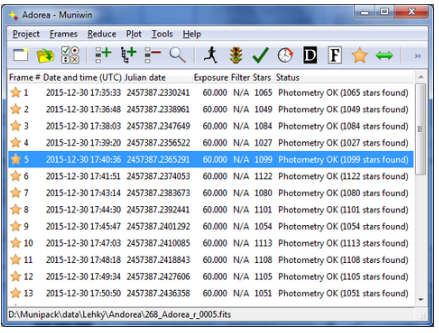 Adorea - Muniwin
Project Frames Reduce Plot Tools Help
D F »
Frame # Date and time (UTC) Julian date Exposure Filter Stars Status
1 2015-12-30 17:35:33 2457387.2330241 60.000 N/A 1065 Photometry OK (1065 stars found)
2 2015-12-30 17:36:48 2457387.2338961 60.000 N/A 1049 Photometry OK (1049 stars found)
3 2015-12-30 17:38:03 2457387.2347649 60.000 N/A 1084 Photometry OK (1084 stars found)
4 2015-12-30 17:39:20 2457387.2356522 60.000 N/A 1027 Photometry OK (1027 stars found)
5 2015-12-30 17:40:36 2457387.2365291 60.000 N/A 1099 Photometry OK (1099 stars found)
6 2015-12-30 17:41:51 2457387.2374053 60.000 N/A 1122 Photometry OK (1122 stars found)
7 2015-12-30 17:43:14 2457387.2383673 60.000 N/A 1080 Photometry OK (1080 stars found)
8 2015-12-30 17:44:30 2457387.2392441 60.000 N/A 1101 Photometry OK (1101 stars found)
9 2015-12-30 17:45:47 2457387.2401292 60.000 N/A 1054 Photometry OK (1054 stars found)
10 2015-12-30 17:47:03 2457387.2410085 60.000 N/A 1113 Photometry OK (1113 stars found)
11 2015-12-30 17:48:18 2457387.2418843 60.000 N/A 1108 Photometry OK (1108 stars found)
12 2015-12-30 17:49:34 2457387.2427606 60.000 N/A 1105 Photometry OK (1105 stars found)
13 2015-12-30 17:50:50 2457387.2436358 60.000 N/A 1051 Photometry OK (1051 stars found)
D:\Munipack\data\Lehký\Andorea\268_Adorea_r_0005.fits